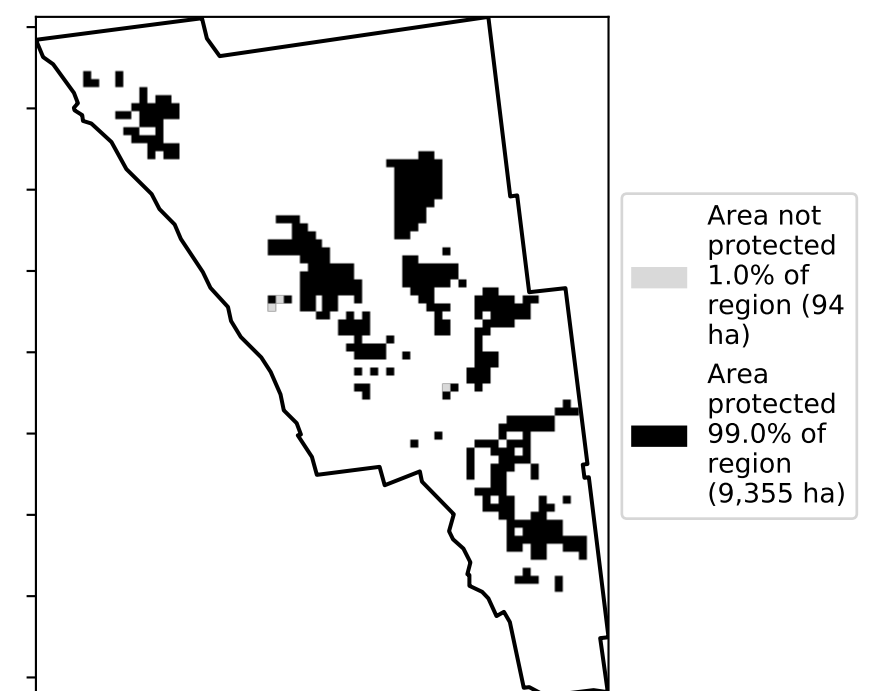 Area not
protected
1.0% of
region (94
ha)
Area
protected
99.0% of
region
(9,355 ha)